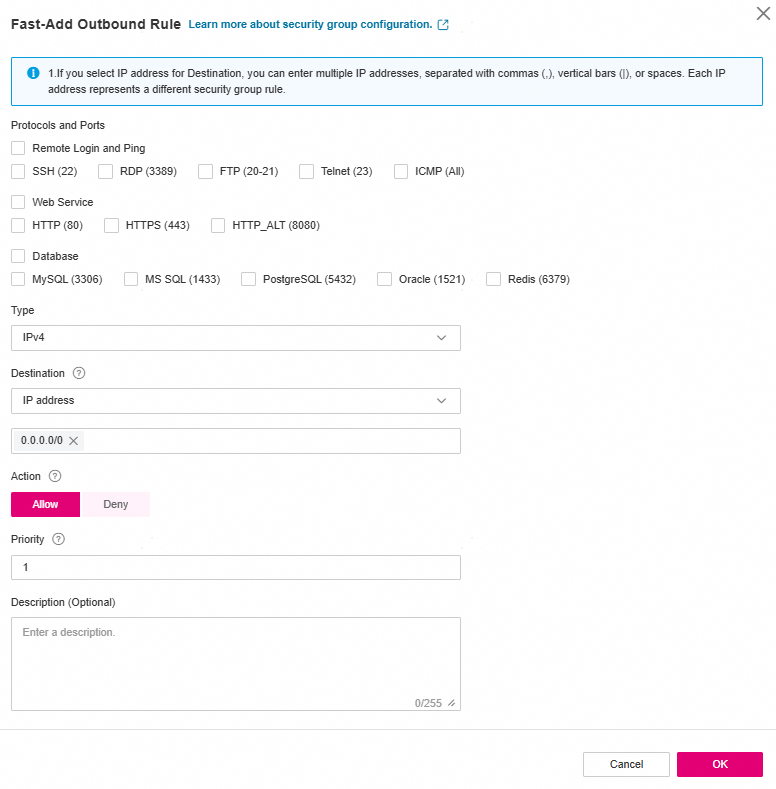 Fast-Add Outbound Rule Learn more about security group configuration.
1.If you select IP address for Destination, you can enter multiple IP addresses, separated with commas (,), vertical bars (|), or spaces. Each IP
address represents a different security group rule.
Protocols and Ports
Remote Login and Ping
SSH (22) RDP (3389) FTP (20-21) Telnet (23) ICMP (All)
Web Service
HTTP (80) HTTPS (443) HTTP_ALT (8080)
Database
MySQL (3306) MS SQL (1433) PostgreSQL (5432) Oracle (1521) Redis (6379)
Type
IPv4
Destination ?
IP address
0.0.0.0/0
Action ?
Allow Deny
Priority ?
1
Description (Optional)
Enter a description.
0/255
Cancel OK